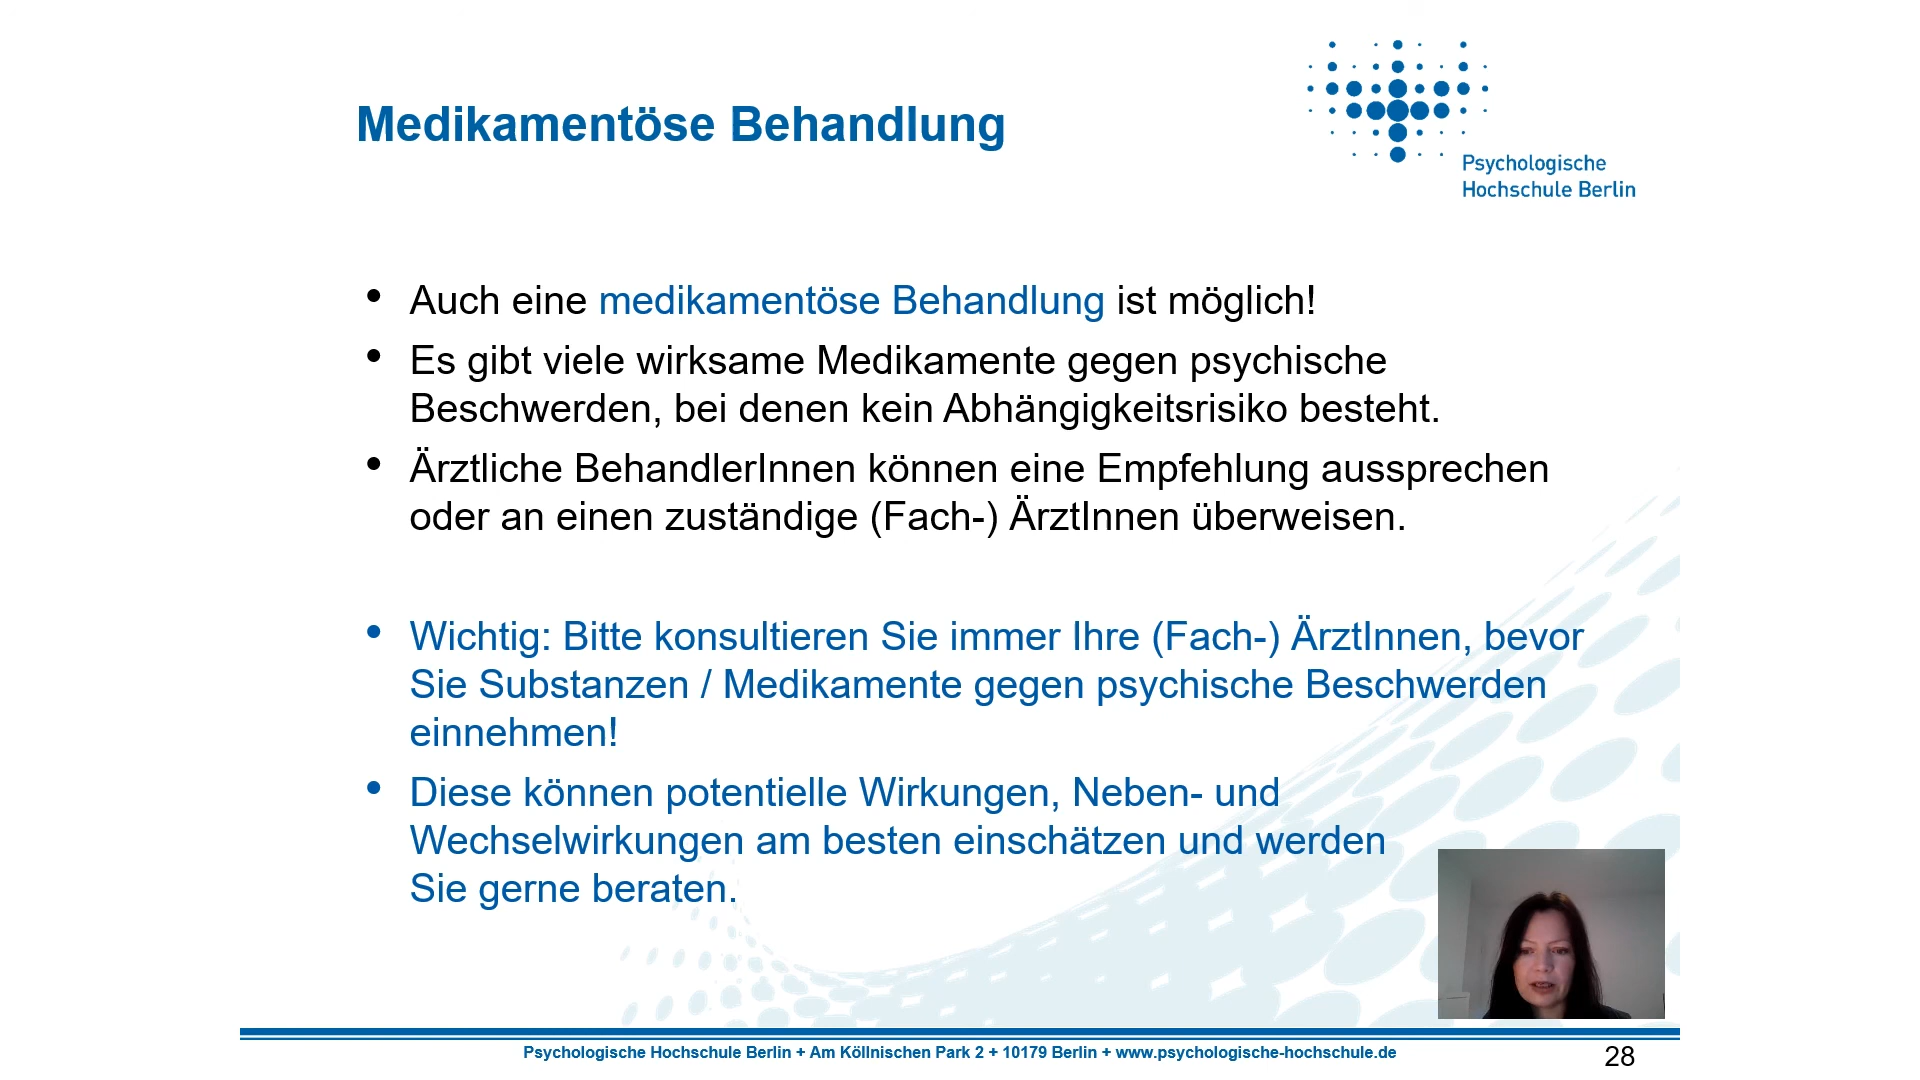 Medikamentöse Behandlung
Psychologische
Hochschule Berlin
• Auch eine medikamentöse Behandlung ist möglich!
• Es gibt viele wirksame Medikamente gegen psychische
Beschwerden, bei denen kein Abhängigkeitsrisiko besteht.
• Ärztliche BehandlerInnen können eine Empfehlung aussprechen
oder an einen zuständige (Fach-) ÄrztInnen überweisen.
• Wichtig: Bitte konsultieren Sie immer Ihre (Fach-) ÄrztInnen, bevor
Sie Substanzen / Medikamente gegen psychische Beschwerden
einnehmen!
• Diese können potentielle Wirkungen, Neben- und
Wechselwirkungen am besten einschätzen und werden
Sie gerne beraten.
Psychologische Hochschule Berlin + Am Köllnischen Park 2 + 10179 Berlin + www.psychologische-hochschule.de
28